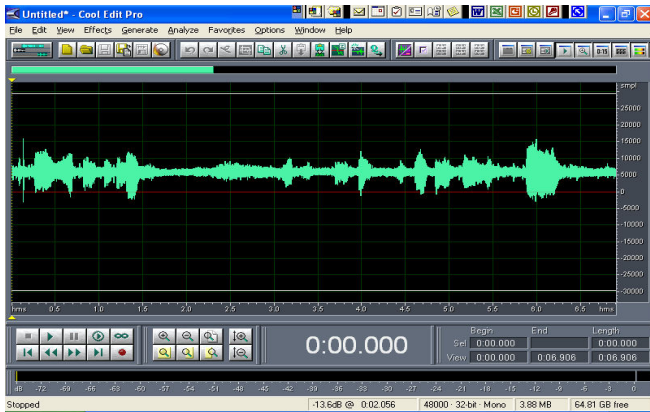 Untitled* - Cool Edit Pro
File Edit View Effects Generate Analyze Favorites Options Window Help
smpl
25000
20000
15000
10000
5000
0
-5000
-10000
-15000
-20000
-25000
-30000
hms 0.5 1.0 1.5 2.0 2.5 3.0 3.5 4.0 4.5 5.0 5.5 6.0 6.5 hms
0:00.000
Begin End Length
Sel 0:00.000 0:00.000
View 0:00.000 0:06.906 0:06.906
dB -72 -69 -66 -63 -60 -57 -54 -51 -48 -45 -42 -39 -36 -33 -30 -27 -24 -21 -18 -15 -12 -9 -6 -3 0
Stopped -13.6dB @ 0:02.056 48000 · 32-bit · Mono 3.88 MB 64.81 GB free